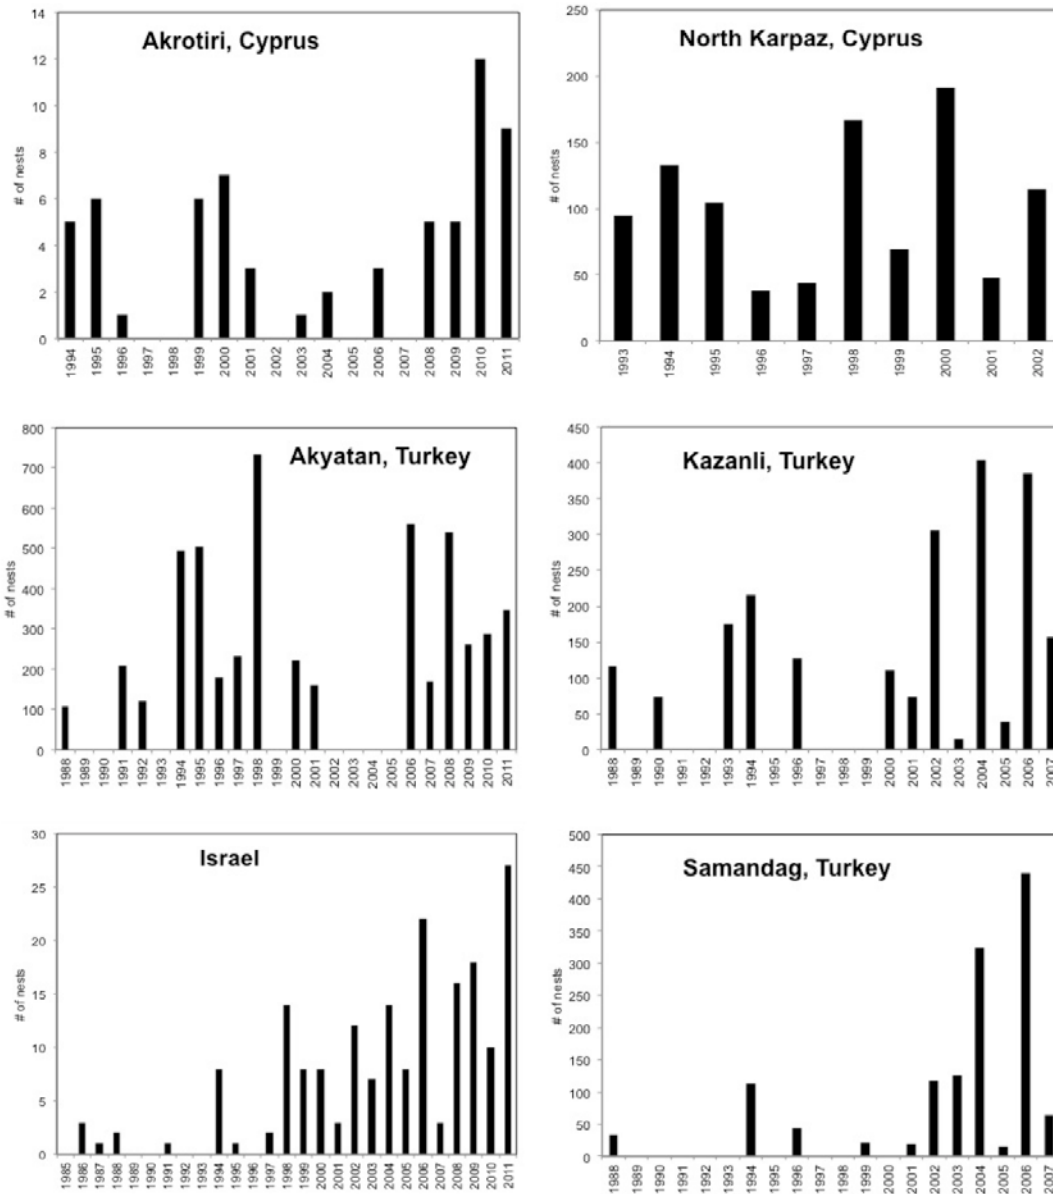 Akrotiri, Cyprus
# of nests
14
12
10
8
6
4
2
0
1994 1995 1996 1997 1998 1999 2000 2001 2002 2003 2004 2005 2006 2007 2008 2009 2010 2011
North Karpaz, Cyprus
# of nests
250
200
150
100
50
0
1993 1994 1995 1996 1997 1998 1999 2000 2001 2002
Akyatan, Turkey
# of nests
800
700
600
500
400
300
200
100
0
1988 1989 1990 1991 1992 1993 1994 1995 1996 1997 1998 1999 2000 2001 2002 2003 2004 2005 2006 2007 2008 2009 2010 2011
Kazanli, Turkey
# of nests
450
400
350
300
250
200
150
100
50
0
1988 1989 1990 1991 1992 1993 1994 1995 1996 1997 1998 1999 2000 2001 2002 2003 2004 2005 2006 2007
Israel
# of nests
30
25
20
15
10
5
0
1985 1986 1987 1988 1989 1990 1991 1992 1993 1994 1995 1996 1997 1998 1999 2000 2001 2002 2003 2004 2005 2006 2007 2008 2009 2010 2011
Samandag, Turkey
# of nests
500
450
400
350
300
250
200
150
100
50
0
1988 1989 1990 1991 1992 1993 1994 1995 1996 1997 1998 1999 2000 2001 2002 2003 2004 2005 2006 2007